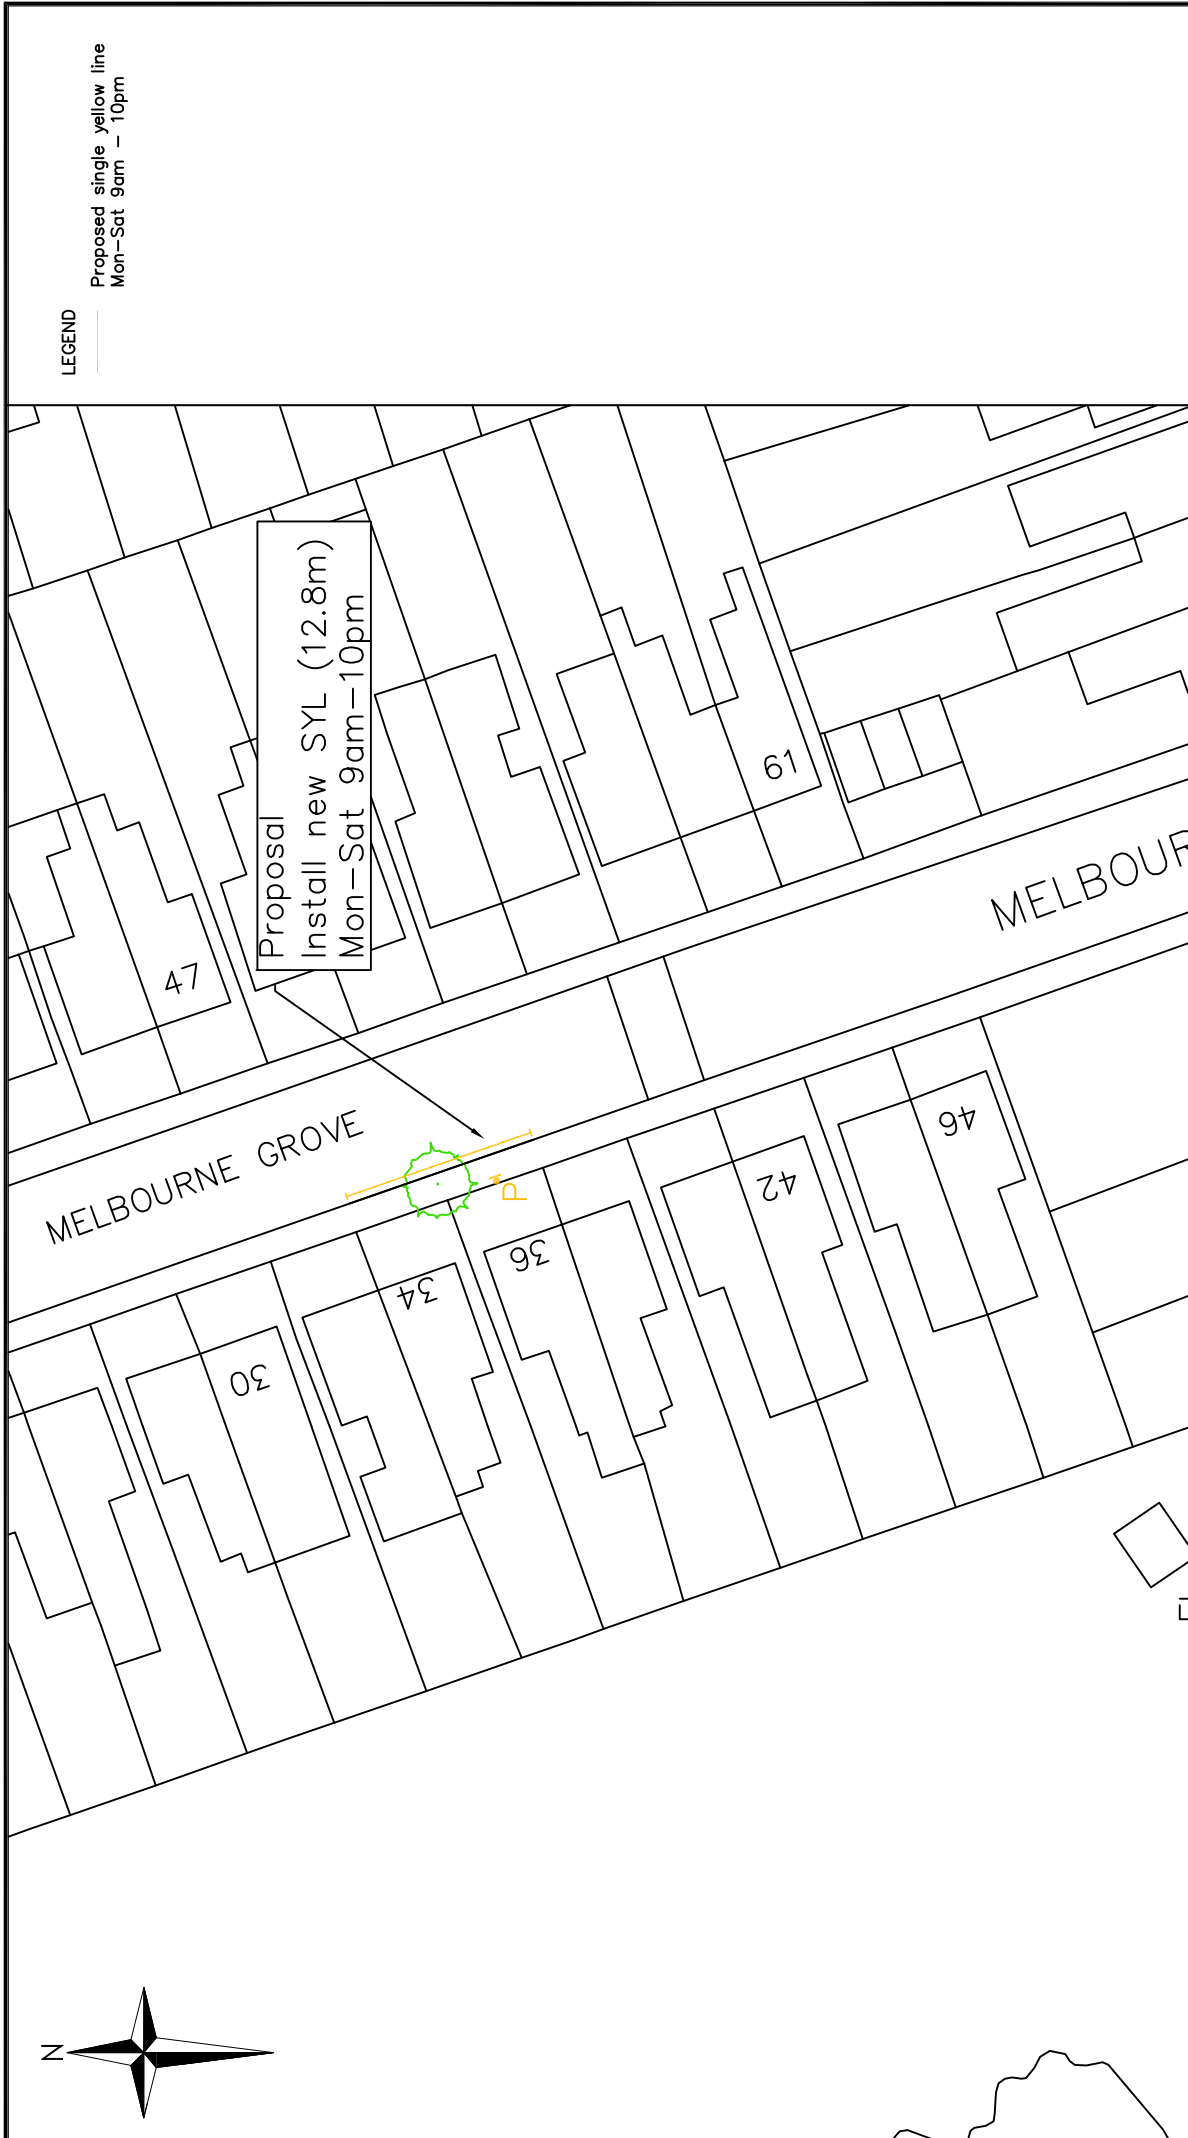 LEGEND
Proposed single yellow line
Mon-Sat 9am - 10pm
Proposal
Install new SYL (12.8m)
Mon-Sat 9am-10pm
47
61
MELBOURNE GROVE
MELBOUR
P
30
34
36
42
46
N